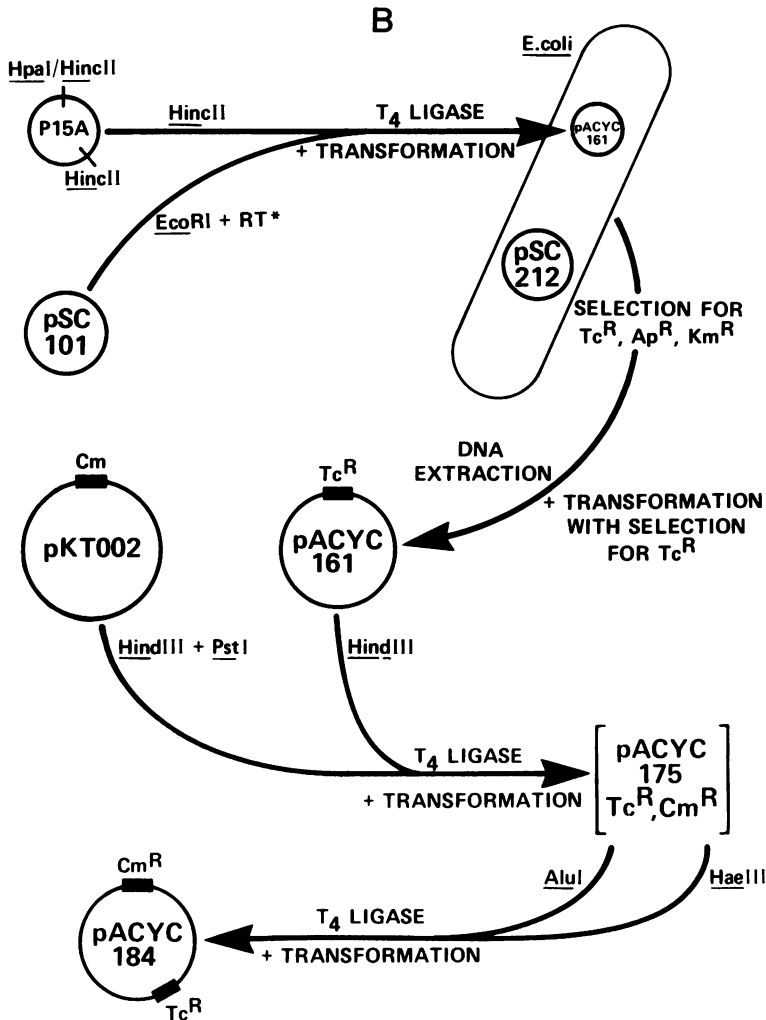 B
E.coli
HpaI/HincII
P15A
HincII
HincII
T4 LIGASE
+ TRANSFORMATION
pACYC
161
EcoRI + RT*
pSC
101
pSC
212
SELECTION FOR
TcR, ApR, KmR
DNA
EXTRACTION
+ TRANSFORMATION
WITH SELECTION
FOR TcR
Cm
pKT002
TcR
pACYC
161
HindIII + PstI
HindIII
T4 LIGASE
+ TRANSFORMATION
pACYC
175
TcR,CmR
AluI
HaeIII
CmR
pACYC
184
TcR
T4 LIGASE
+ TRANSFORMATION